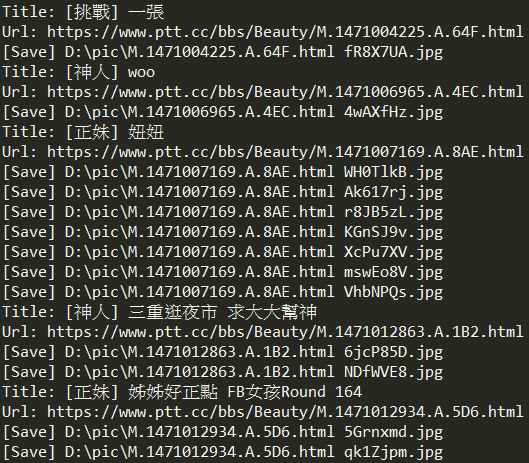 Title: [挑戰] 一張
Url: https://www.ptt.cc/bbs/Beauty/M.1471004225.A.64F.html
[Save] D:\pic\M.1471004225.A.64F.html fR8X7UA.jpg
Title: [神人] woo
Url: https://www.ptt.cc/bbs/Beauty/M.1471006965.A.4EC.html
[Save] D:\pic\M.1471006965.A.4EC.html 4wAXfHz.jpg
Title: [正妹] 妞妞
Url: https://www.ptt.cc/bbs/Beauty/M.1471007169.A.8AE.html
[Save] D:\pic\M.1471007169.A.8AE.html WH0TlkB.jpg
[Save] D:\pic\M.1471007169.A.8AE.html Ak617rj.jpg
[Save] D:\pic\M.1471007169.A.8AE.html r8JB5zL.jpg
[Save] D:\pic\M.1471007169.A.8AE.html KGnSJ9v.jpg
[Save] D:\pic\M.1471007169.A.8AE.html XcPu7XV.jpg
[Save] D:\pic\M.1471007169.A.8AE.html mswEo8V.jpg
[Save] D:\pic\M.1471007169.A.8AE.html VhbNPQs.jpg
Title: [神人] 三重逛夜市 求大大幫神
Url: https://www.ptt.cc/bbs/Beauty/M.1471012863.A.1B2.html
[Save] D:\pic\M.1471012863.A.1B2.html 6jcP85D.jpg
[Save] D:\pic\M.1471012863.A.1B2.html NDfWVE8.jpg
Title: [正妹] 姊姊好正點 FB女孩Round 164
Url: https://www.ptt.cc/bbs/Beauty/M.1471012934.A.5D6.html
[Save] D:\pic\M.1471012934.A.5D6.html 5Grnxmd.jpg
[Save] D:\pic\M.1471012934.A.5D6.html qk1Zjpm.jpg